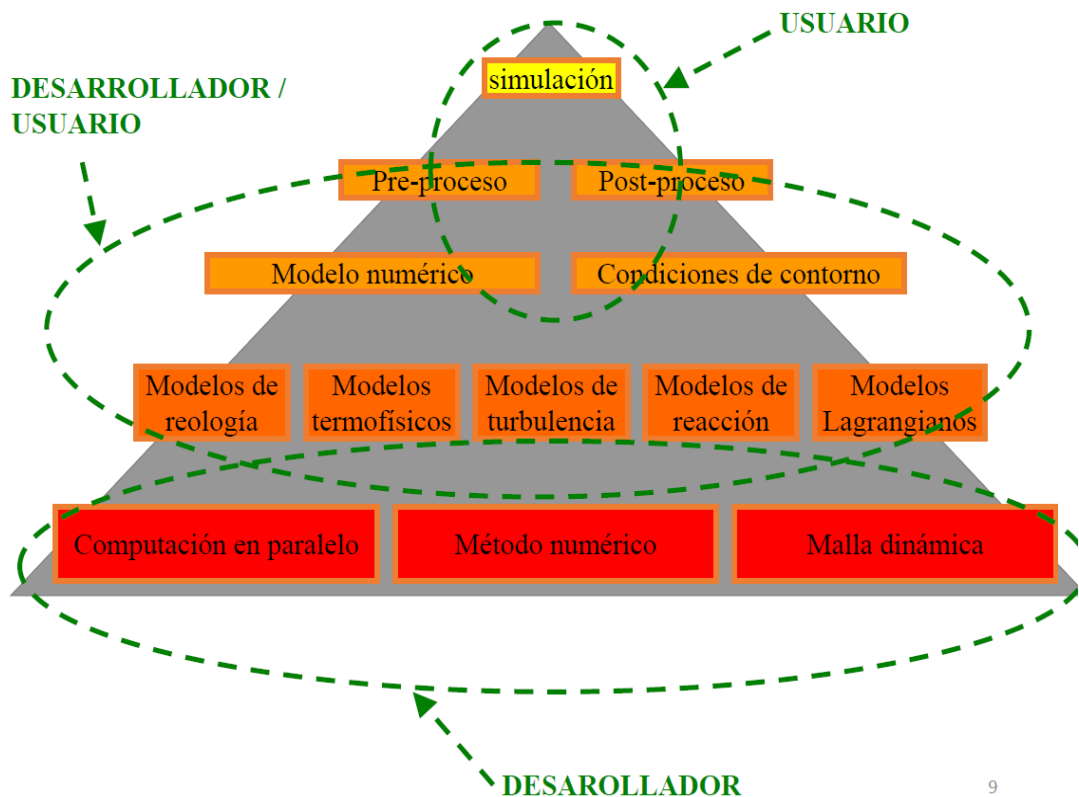 USUARIO
simulación
DESARROLLADOR /
USUARIO
Pre-proceso
Post-proceso
Modelo numérico
Condiciones de contorno
Modelos de
reología
Modelos
termofísicos
Modelos de
turbulencia
Modelos de
reacción
Modelos
Lagrangianos
Computación en paralelo
Método numérico
Malla dinámica
DESAROLLADOR
9